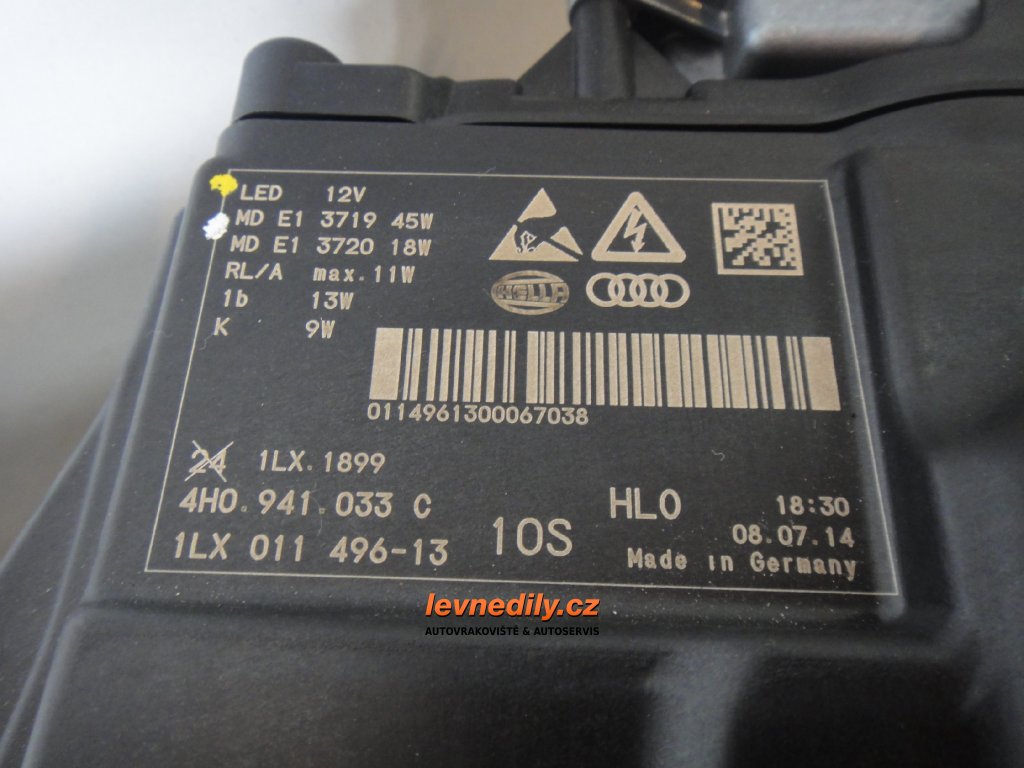 LED 12V
MD E1 3719 45W
MD E1 3720 18W
RL/A max.11W
1b 13W
K 9W
HELLA
0114961300067038
24 1LX.1899
4H0.941.033 C
1LX 011 496-13
10S
HL0
18:30
08.07.14
Made in Germany
levnedily.cz
AUTOVRAKOVIŠTĚ & AUTOSERVIS